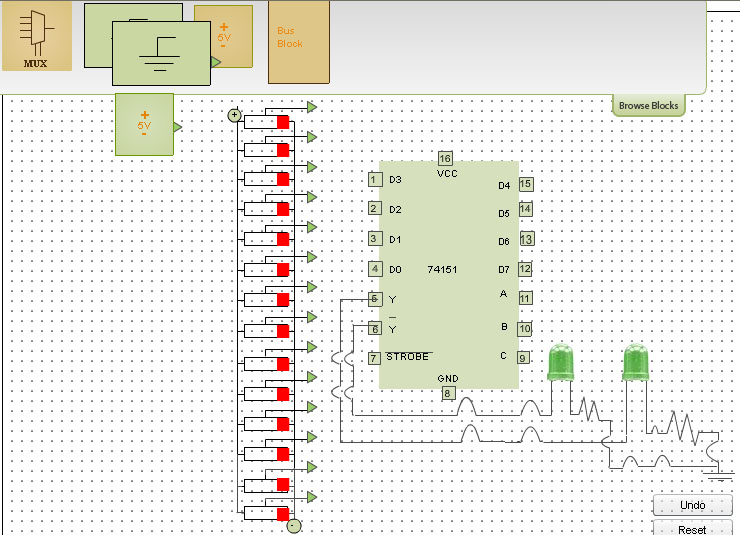 MUX
+
5V
-
Bus
Block
Browse Blocks
+
5V
-
+
16
VCC
1 D3
D4 15
2 D2
D5 14
3 D1
D6 13
4 D0
74151
D7 12
5 Y
A 11
6 Y
B 10
7 STROBE
C 9
GND
8
Undo
-
Reset